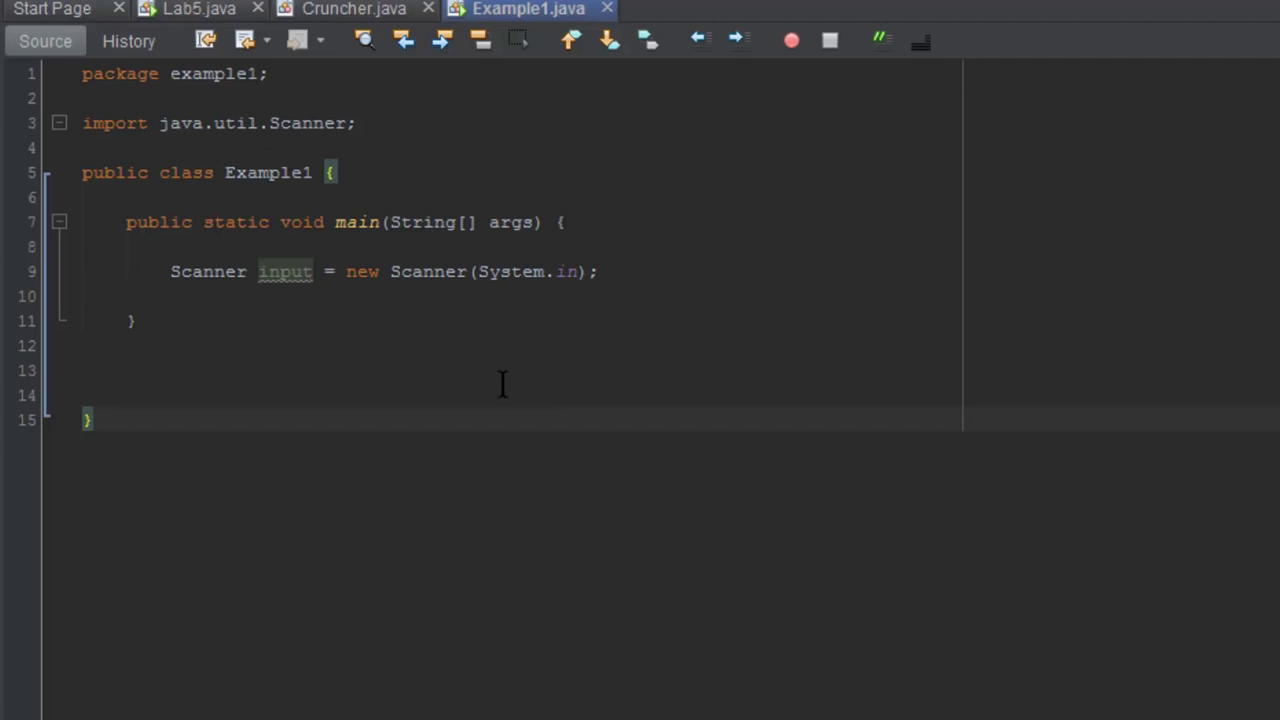 Start Page Lab5.java Cruncher.java Example1.java
Source History
1 package example1;
2
3 import java.util.Scanner;
4
5 public class Example1 {
6
7 public static void main(String[] args) {
8
9 Scanner input = new Scanner(System.in);
10
11 }
12
13
14
15 }